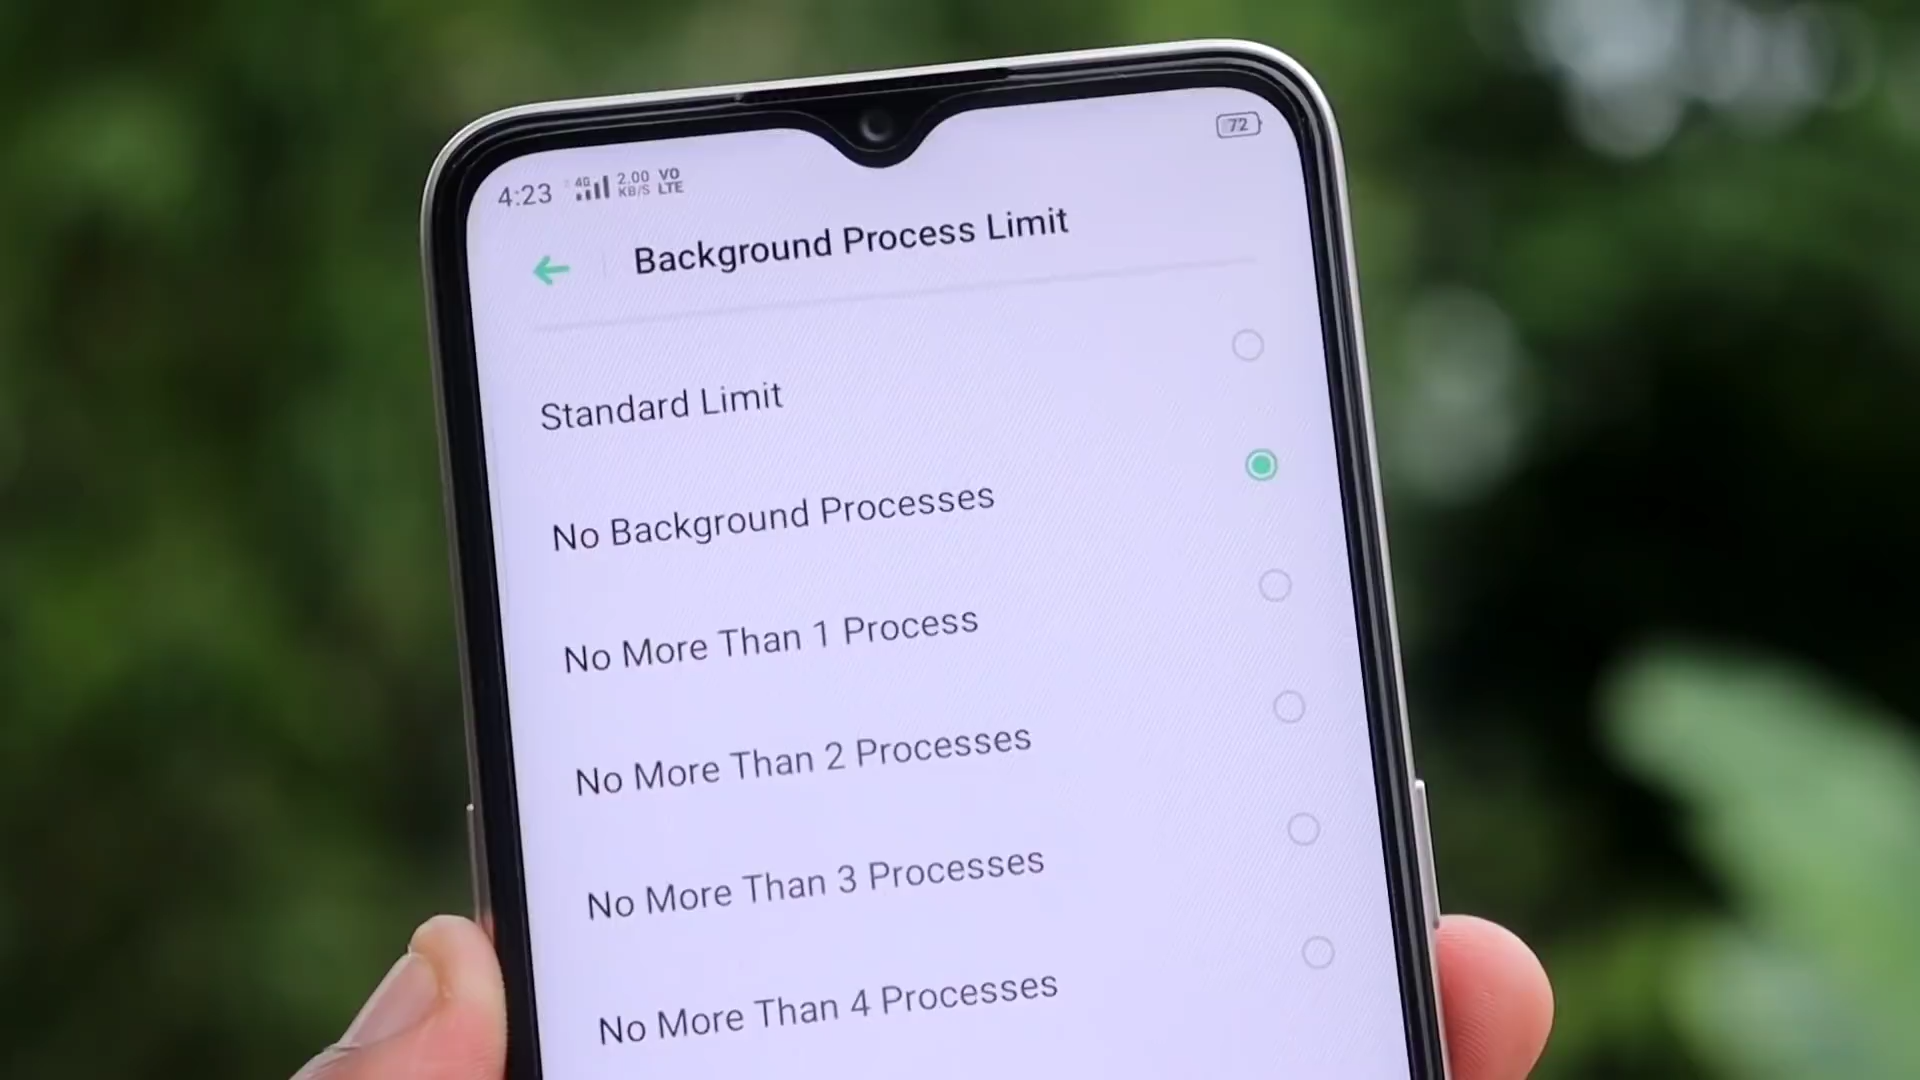 4:23 4G 2.00 KB/S VO LTE 72
Background Process Limit
Standard Limit
No Background Processes
No More Than 1 Process
No More Than 2 Processes
No More Than 3 Processes
No More Than 4 Processes